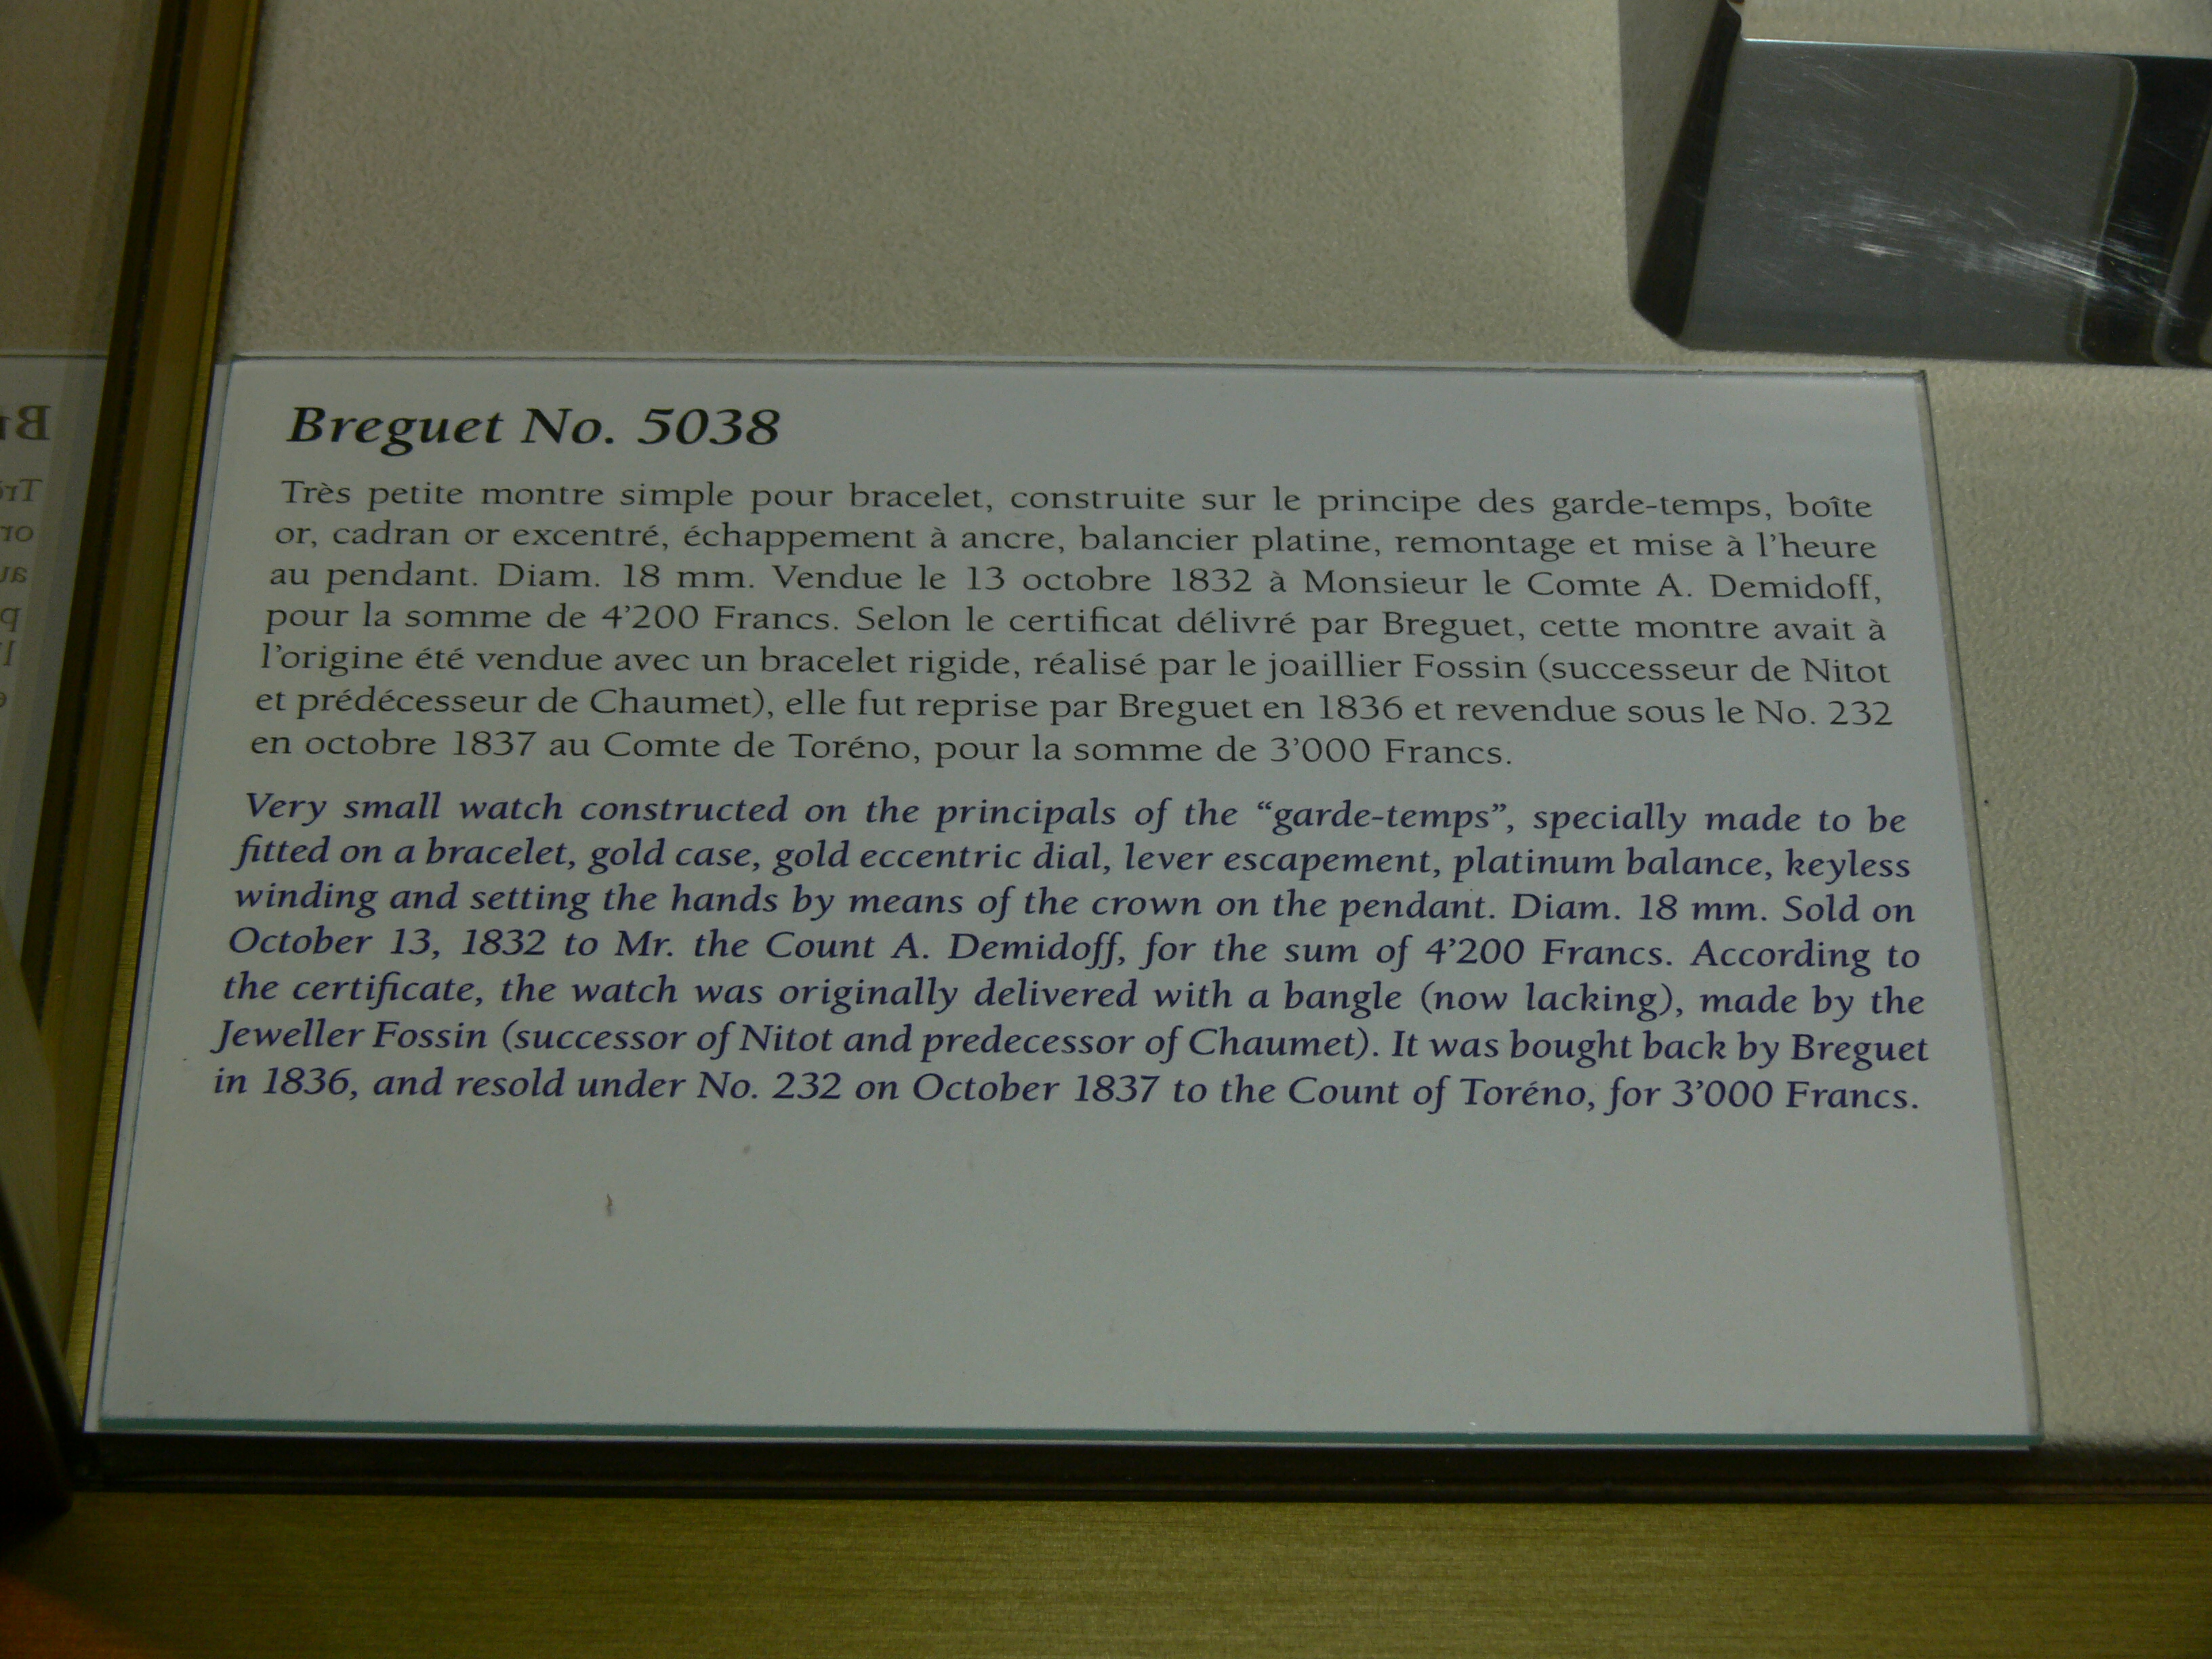 Breguet No. 5038
Très petite montre simple pour bracelet, construite sur le principe des garde-temps, boîte
or, cadran or excentré, échappement à ancre, balancier platine, remontage et mise à l'heure
au pendant. Diam. 18 mm. Vendue le 13 octobre 1832 à Monsieur le Comte A. Demidoff,
pour la somme de 4'200 Francs. Selon le certificat délivré par Breguet, cette montre avait à
l'origine été vendue avec un bracelet rigide, réalisé par le joaillier Fossin (successeur de Nitot
et prédécesseur de Chaumet), elle fut reprise par Breguet en 1836 et revendue sous le No. 232
en octobre 1837 au Comte de Toréno, pour la somme de 3'000 Francs.
Very small watch constructed on the principals of the “garde-temps”, specially made to be
fitted on a bracelet, gold case, gold eccentric dial, lever escapement, platinum balance, keyless
winding and setting the hands by means of the crown on the pendant. Diam. 18 mm. Sold on
October 13, 1832 to Mr. the Count A. Demidoff, for the sum of 4'200 Francs. According to
the certificate, the watch was originally delivered with a bangle (now lacking), made by the
Jeweller Fossin (successor of Nitot and predecessor of Chaumet). It was bought back by Breguet
in 1836, and resold under No. 232 on October 1837 to the Count of Toréno, for 3'000 Francs.